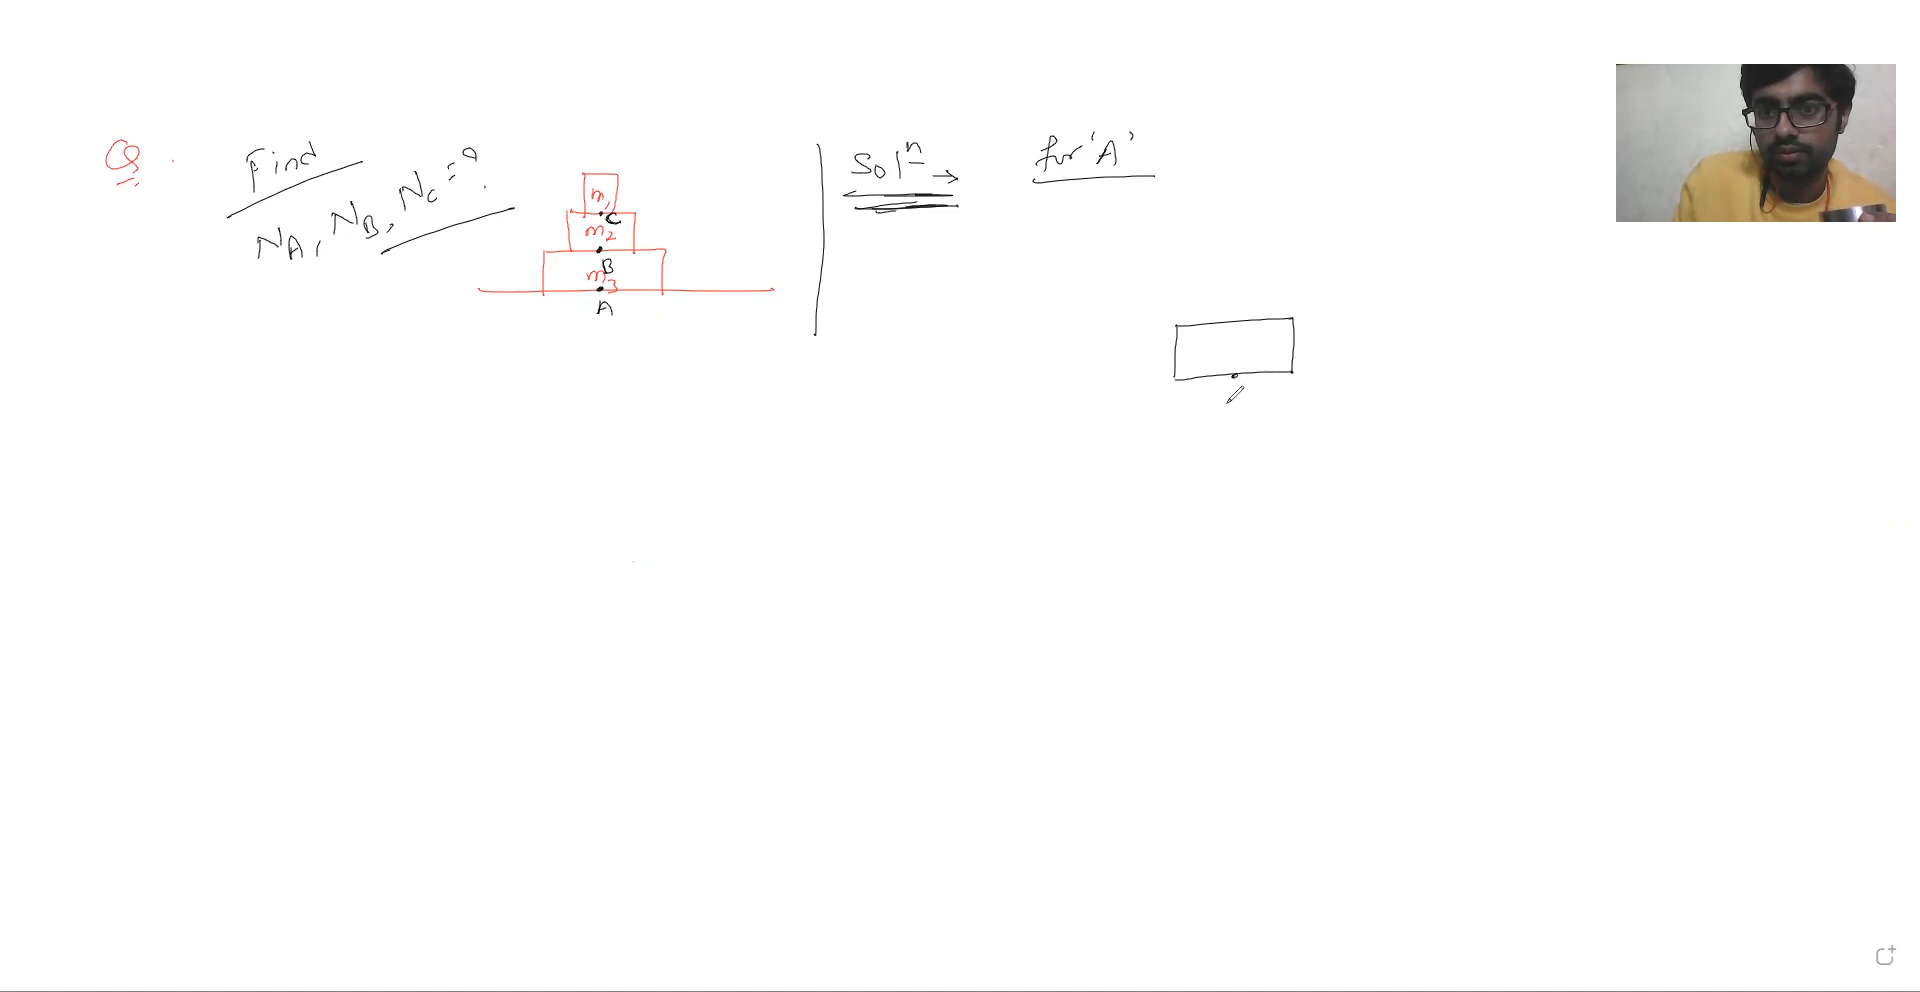 Q.
Find
NA, NB, NC = ?
m1
C
m2
B
m3
A
Solⁿ →
for 'A'